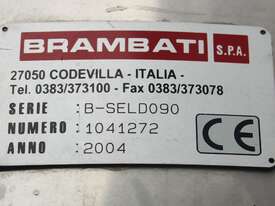 BRAMBATI S.P.A.
27050 CODEVILLA - ITALIA -
Tel. 0383/373100 - Fax 0383/373078
SERIE : B-SELD090
NUMERO : 1041272
ANNO : 2004
CE